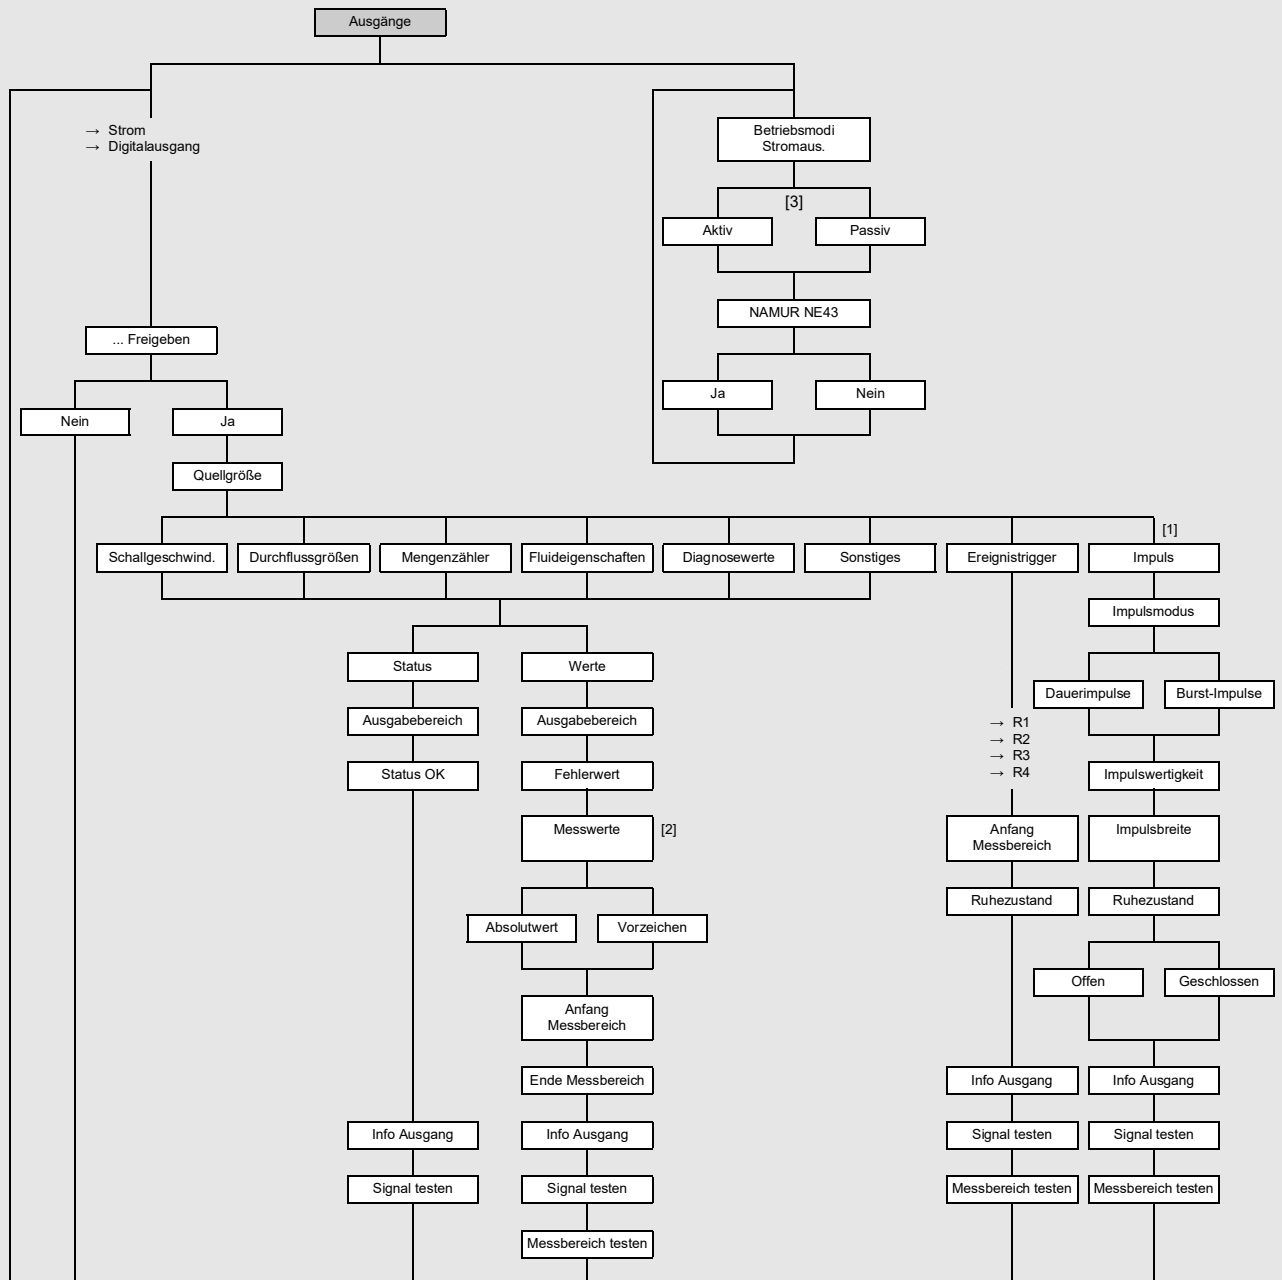 Ausgänge
→ Strom
→ Digitalausgang
Betriebsmodi
Stromaus.
[3]
Aktiv
Passiv
NAMUR NE43
... Freigeben
Ja
Nein
Nein
Ja
Quellgröße
[1]
Schallgeschwind.
Durchflussgrößen
Mengenzähler
Fluideigenschaften
Diagnosewerte
Sonstiges
Ereignistrigger
Impuls
Impulsmodus
Status
Werte
Dauerimpulse
Burst-Impulse
Ausgabebereich
Ausgabebereich
→ R1
→ R2
→ R3
→ R4
Status OK
Fehlerwert
Impulswertigkeit
Messwerte
[2]
Anfang
Messbereich
Impulsbreite
Ruhezustand
Ruhezustand
Absolutwert
Vorzeichen
Offen
Geschlossen
Anfang
Messbereich
Ende Messbereich
Info Ausgang
Info Ausgang
Info Ausgang
Info Ausgang
Signal testen
Signal testen
Signal testen
Signal testen
Messbereich testen
Messbereich testen
Messbereich testen